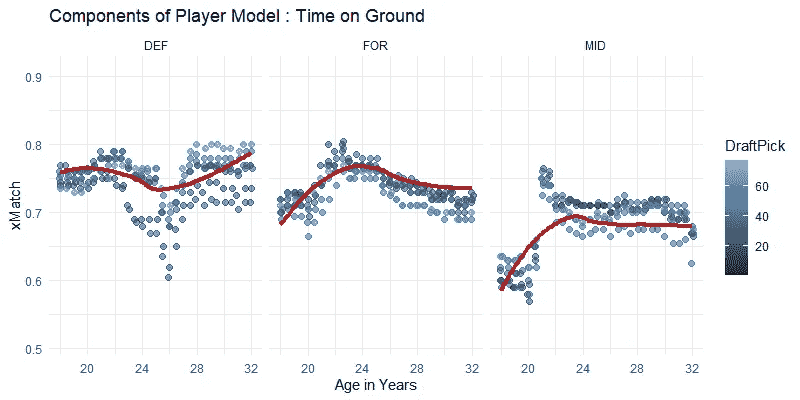 Components of Player Model : Time on Ground
DEF FOR MID
0.9
0.8
0.7
0.6
0.5
xMatch
20 24 28 32 20 24 28 32 20 24 28 32
Age in Years
DraftPick
60
40
20